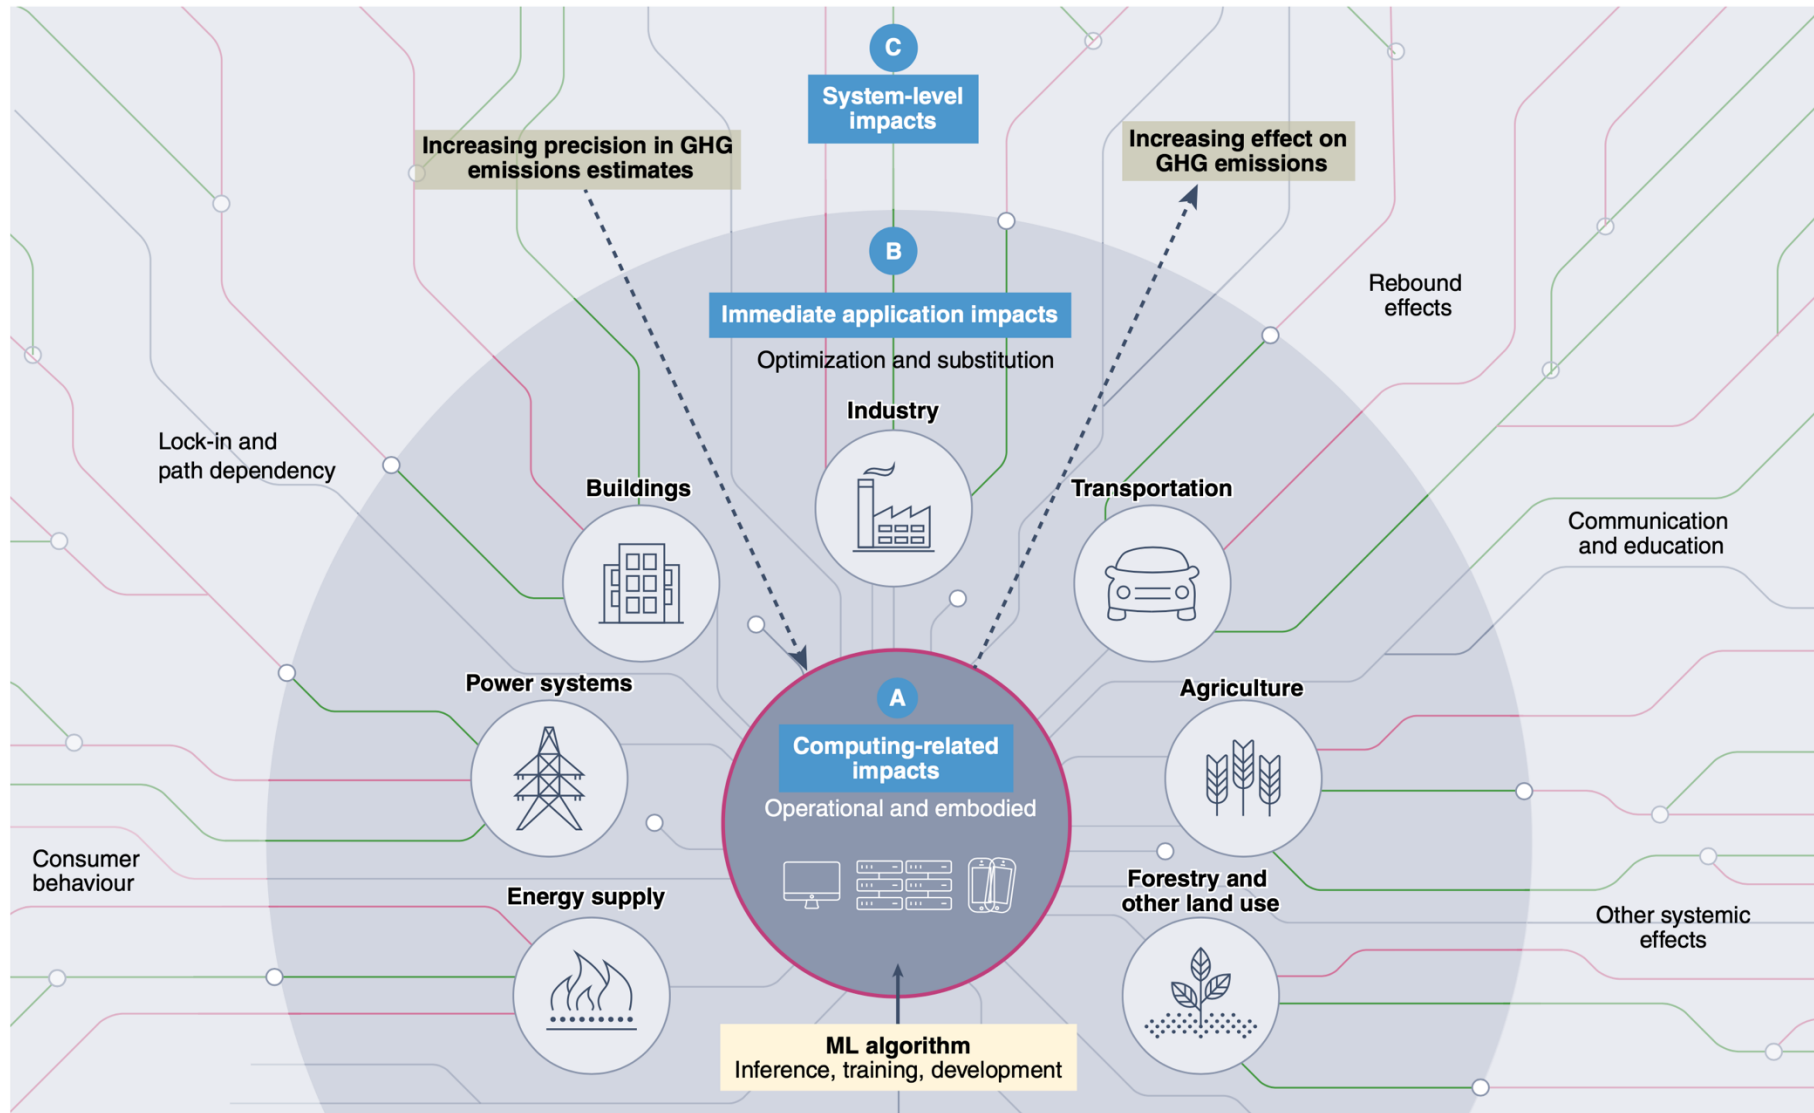 C
System-level
impacts
Increasing precision in GHG
emissions estimates
Increasing effect on
GHG emissions
B
Immediate application impacts
Optimization and substitution
Rebound
effects
Industry
Lock-in and
path dependency
Buildings
Transportation
Communication
and education
Power systems
Agriculture
A
Computing-related
impacts
Operational and embodied
Consumer
behaviour
Energy supply
Forestry and
other land use
Other systemic
effects
ML algorithm
Inference, training, development